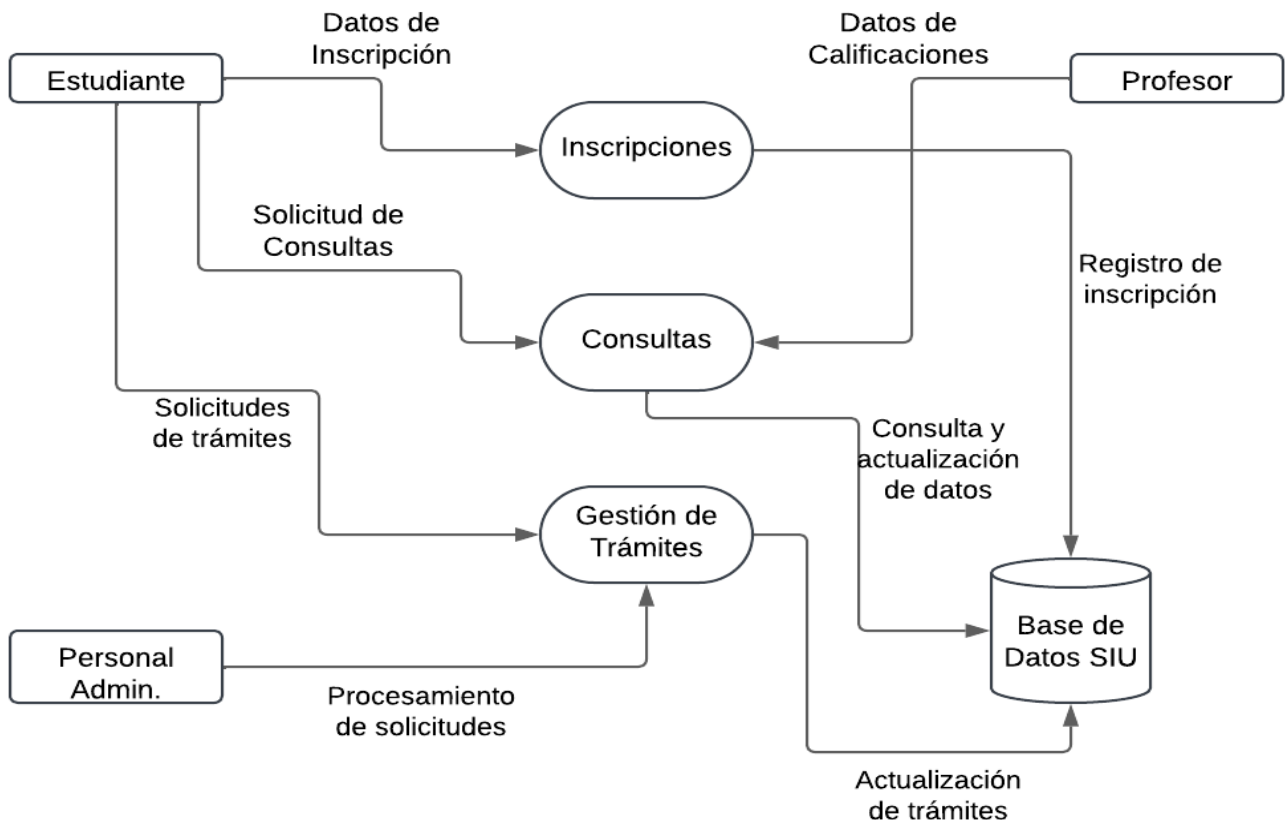 Datos de
Inscripción
Datos de
Calificaciones
Estudiante
Profesor
Inscripciones
Solicitud de
Consultas
Registro de
inscripción
Consultas
Solicitudes
de trámites
Consulta y
actualización
de datos
Gestión de
Trámites
Base de
Datos SIU
Personal
Admin.
Procesamiento
de solicitudes
Actualización
de trámites